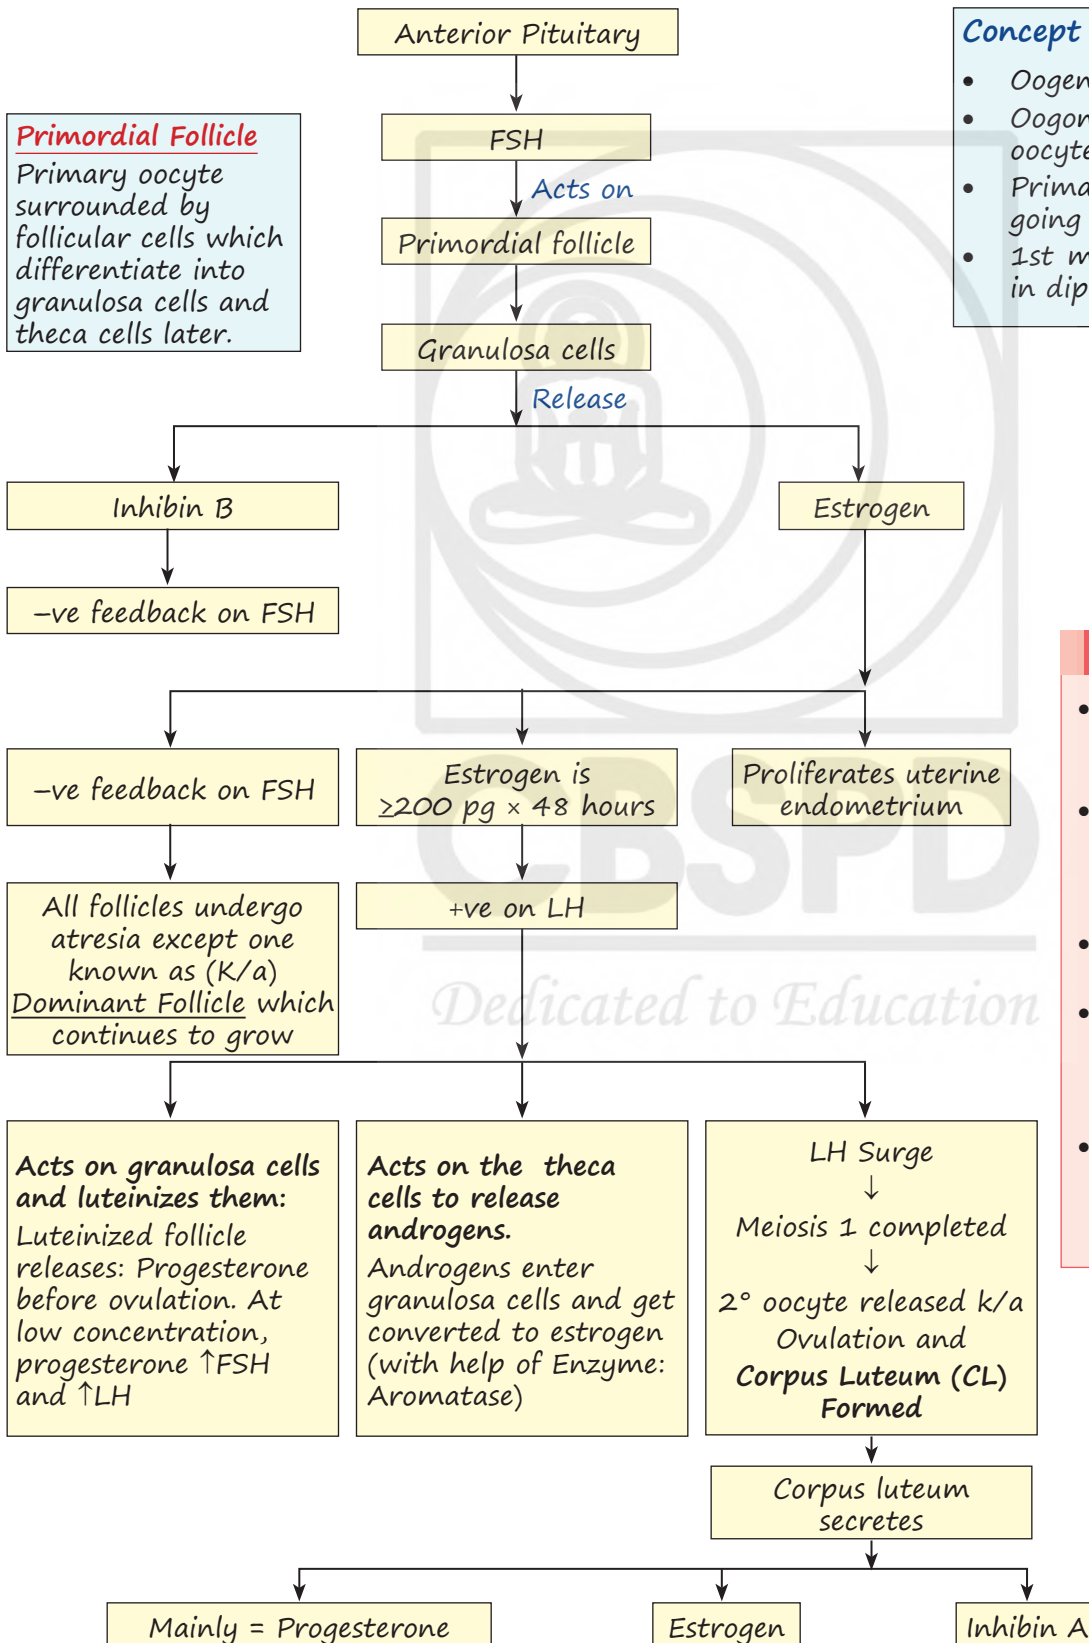 Anterior Pituitary
FSH
Acts on
Primordial follicle
Granulosa cells
Release
Primordial Follicle
Primary oocyte
surrounded by
follicular cells which
differentiate into
granulosa cells and
theca cells later.
Concept
• 
• 
• 
going
• 1st
in
Inhibin B
Estrogen
–ve feedback on FSH
–ve feedback on FSH
Estrogen is
≥200 pg × 48 hours
Proliferates uterine
endometrium
All follicles undergo
atresia except one
known as (K/a)
Dominant Follicle which
continues to grow
+ve on LH
CBSPD
Dedicated to Education
Acts on granulosa cells
and luteinizes them:
Luteinized follicle
releases: Progesterone
before ovulation. At
low concentration,
progesterone ↑FSH
and ↑LH
Acts on the theca
cells to release
androgens.
Androgens enter
granulosa cells and get
converted to estrogen
(with help of Enzyme:
Aromatase)
LH Surge
↓
Meiosis 1 completed
↓
2° oocyte released k/a
Ovulation and
Corpus Luteum (CL)
Formed
Corpus luteum
secretes
Mainly = Progesterone
Estrogen
Inhibin A